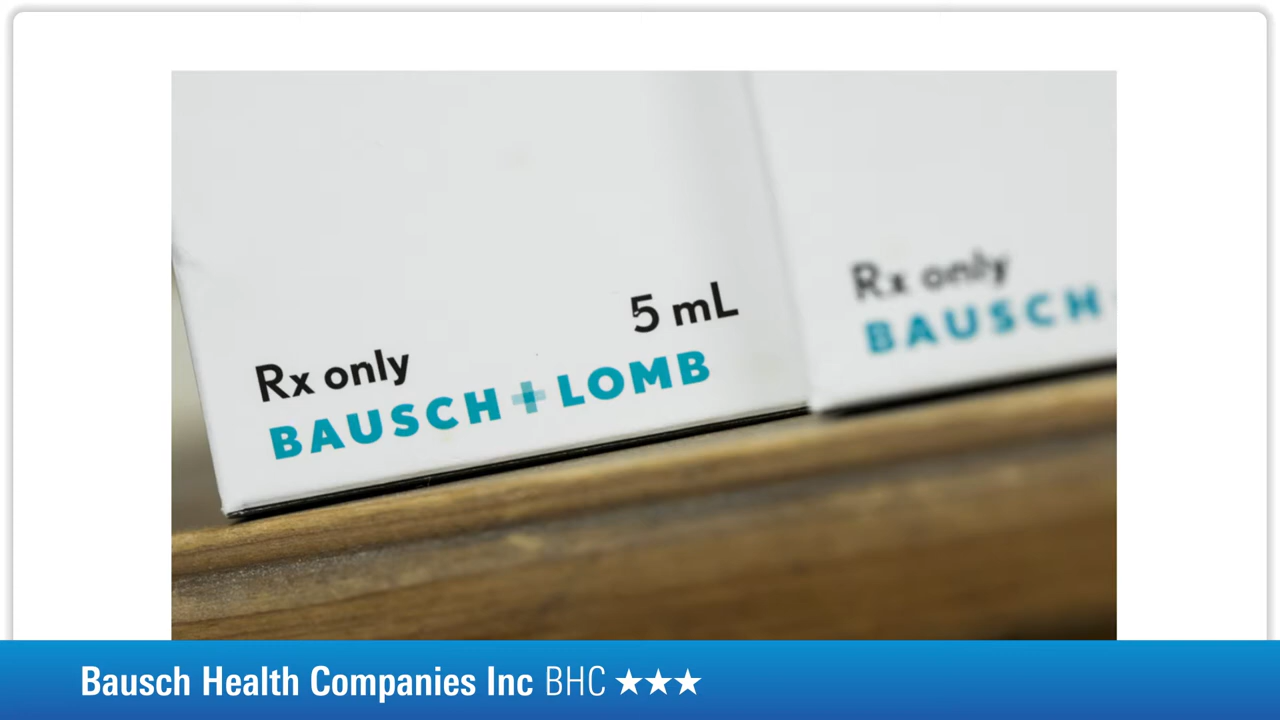 5 mL
Rx only
BAUSCH + LOMB
Rx only
BAUSCH
Bausch Health Companies Inc BHC ★★★